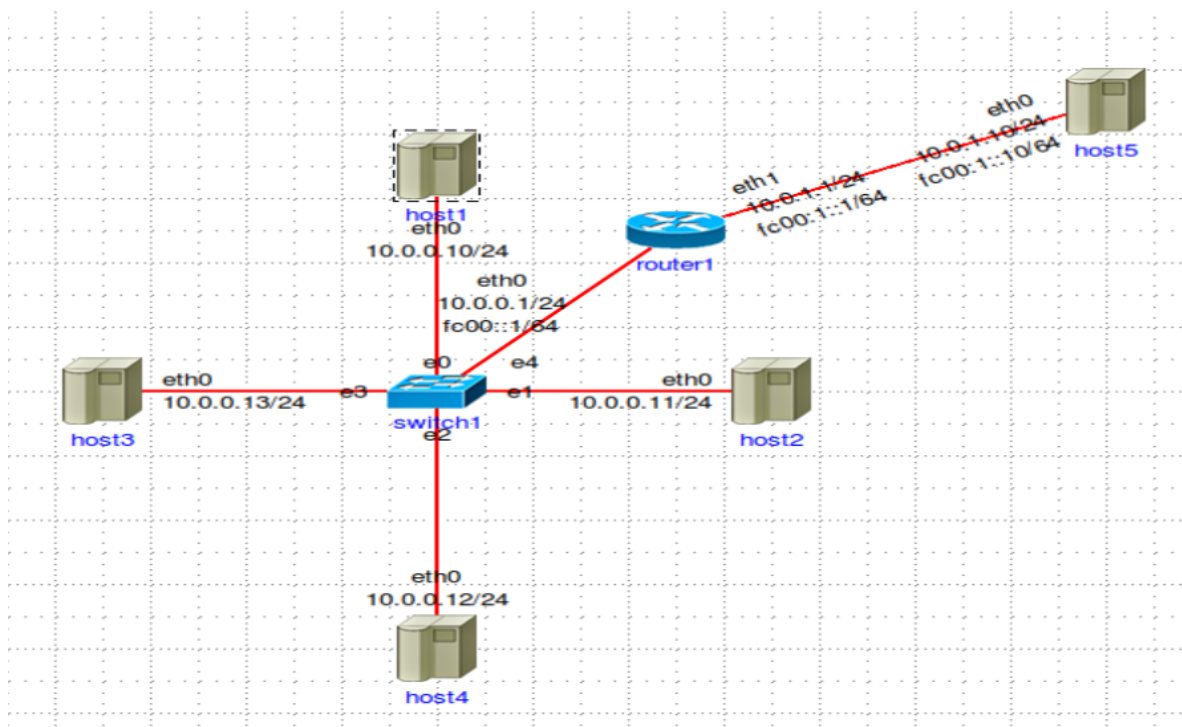 eth0
10.0.1.10/24
fc00:1::10/64
host5
eth1
10.0.1.1/24
fc00:1::1/64
router1
host1
eth0
10.0.0.10/24
eth0
10.0.0.1/24
fc00::1/64
e0
e4
eth0
10.0.0.13/24
host3
e3
e1
switch1
e2
eth0
10.0.0.11/24
host2
eth0
10.0.0.12/24
host4